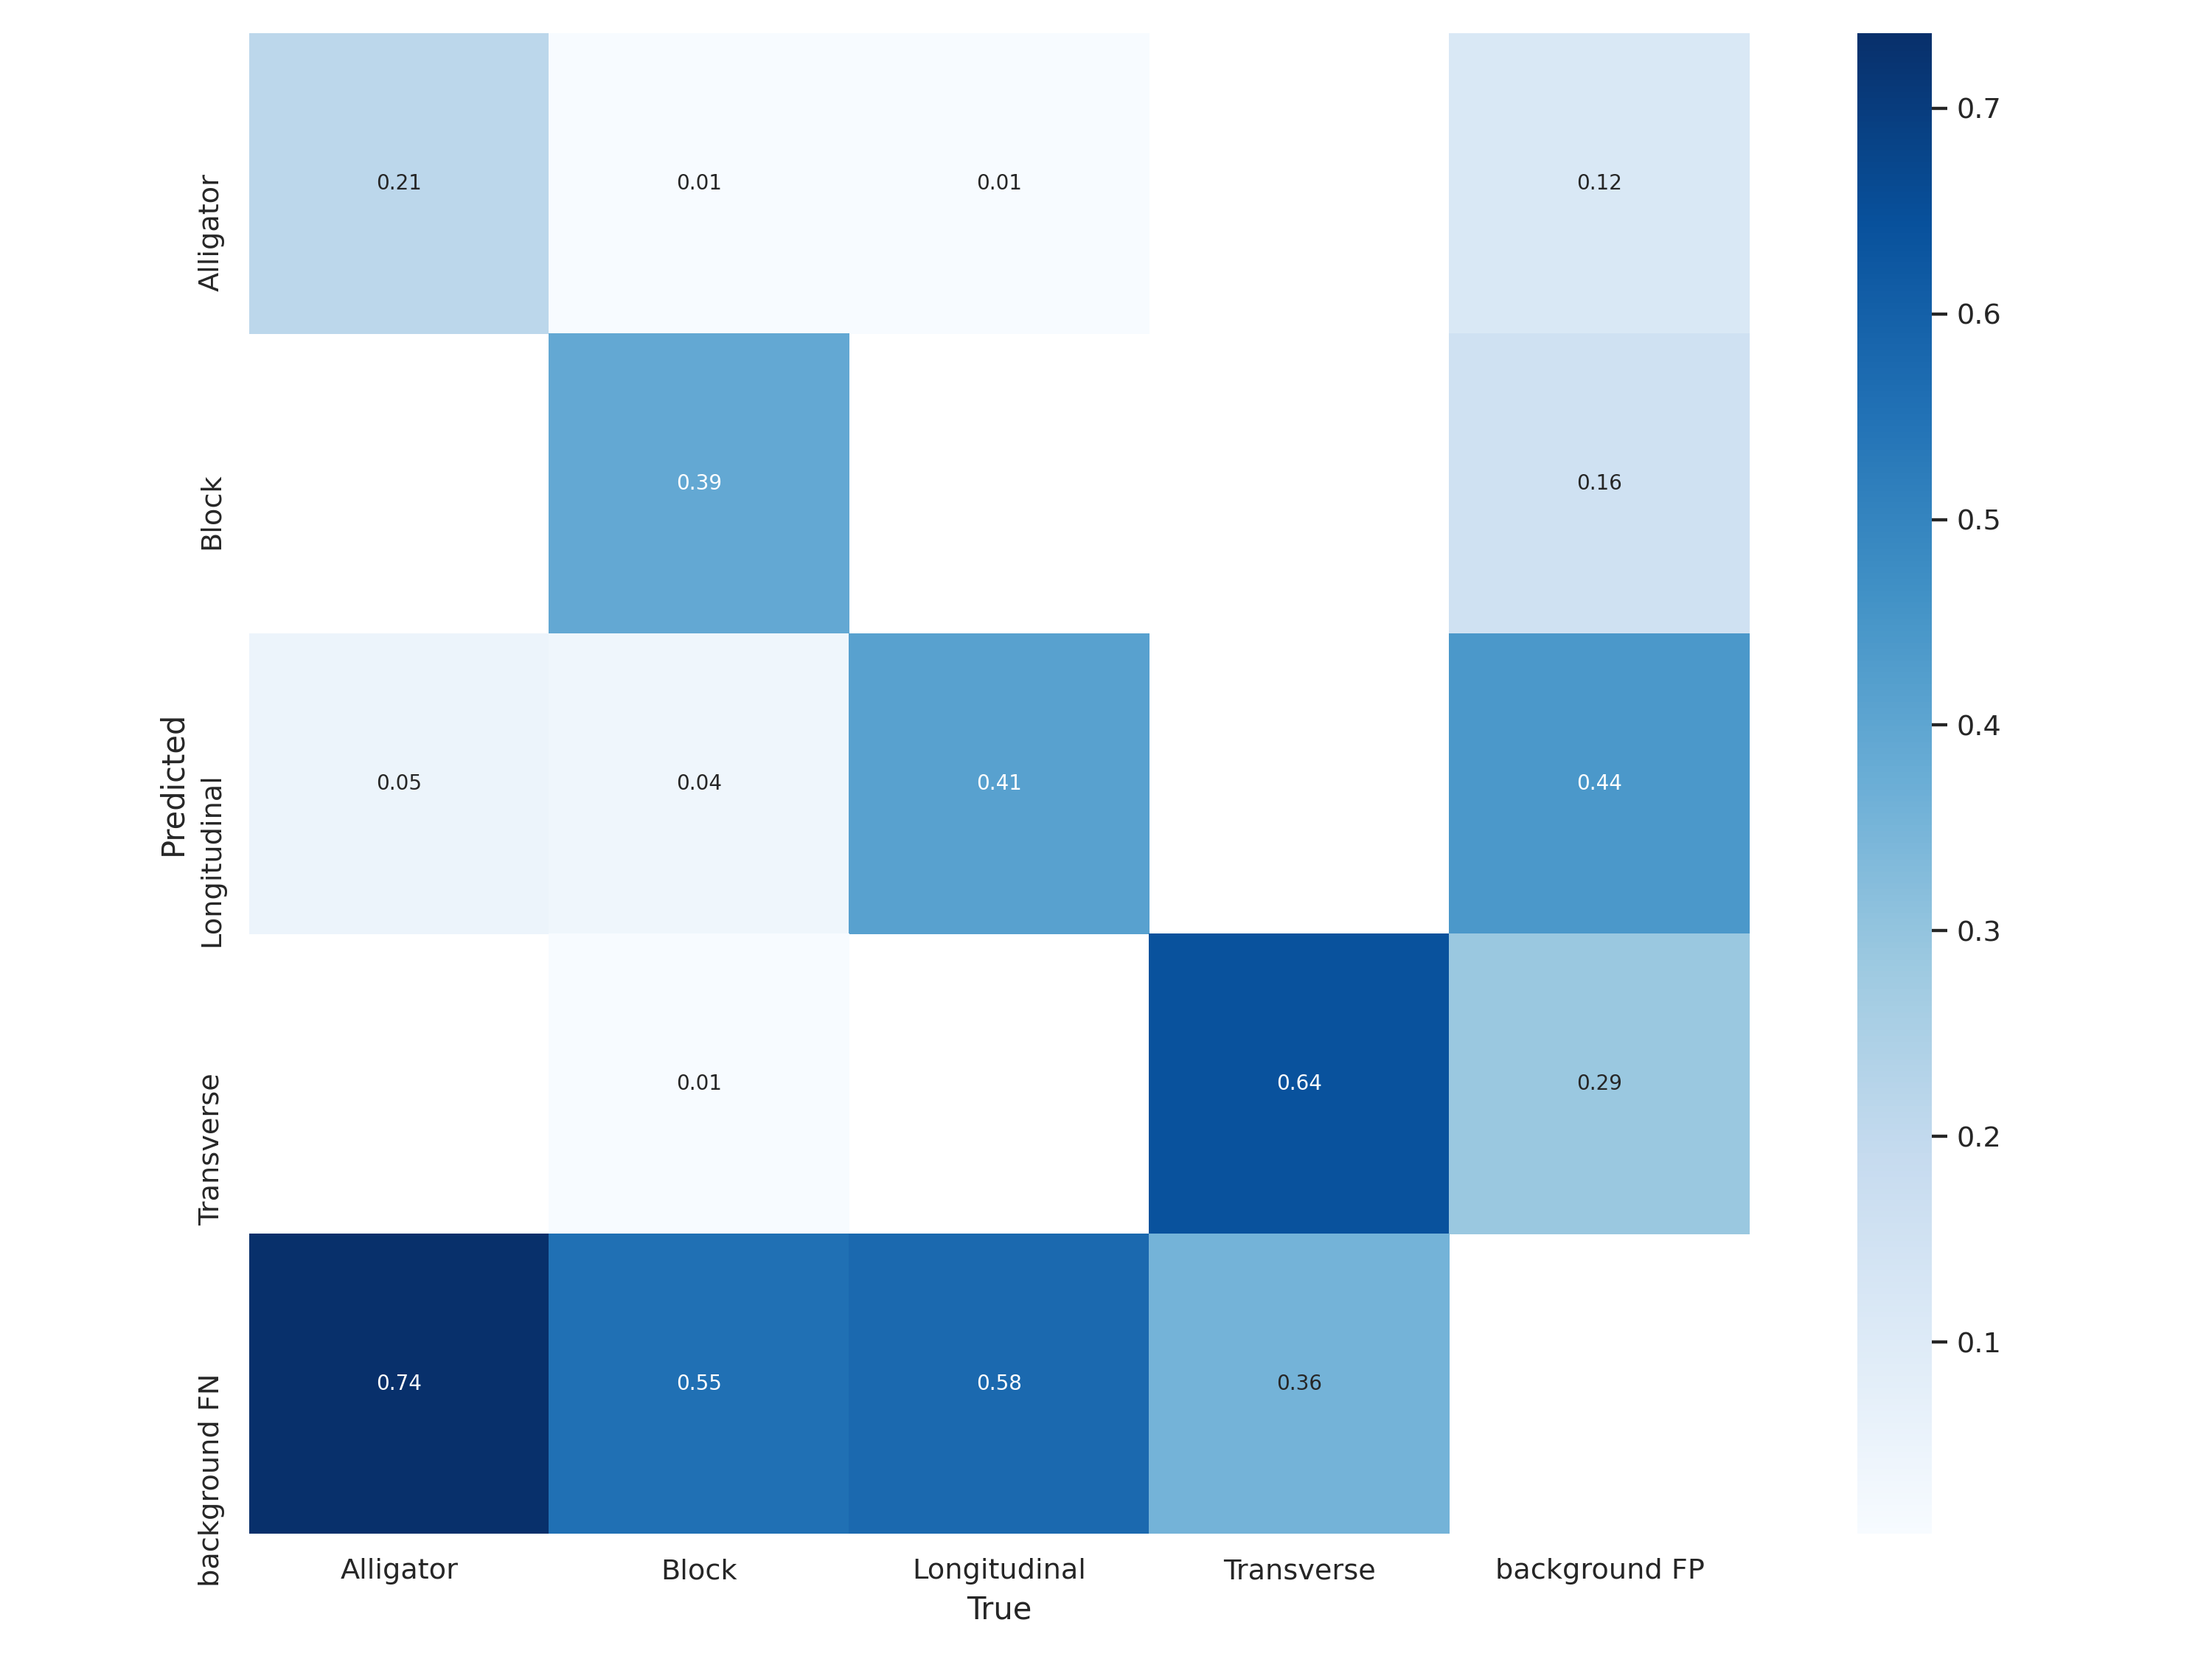 Predicted
Alligator
0.21
0.01
0.01
0.12
Block
0.39
0.16
Longitudinal
0.05
0.04
0.41
0.44
Transverse
0.01
0.64
0.29
background FN
0.74
0.55
0.58
0.36
Alligator
Block
Longitudinal
Transverse
background FP
True
0.7
0.6
0.5
0.4
0.3
0.2
0.1